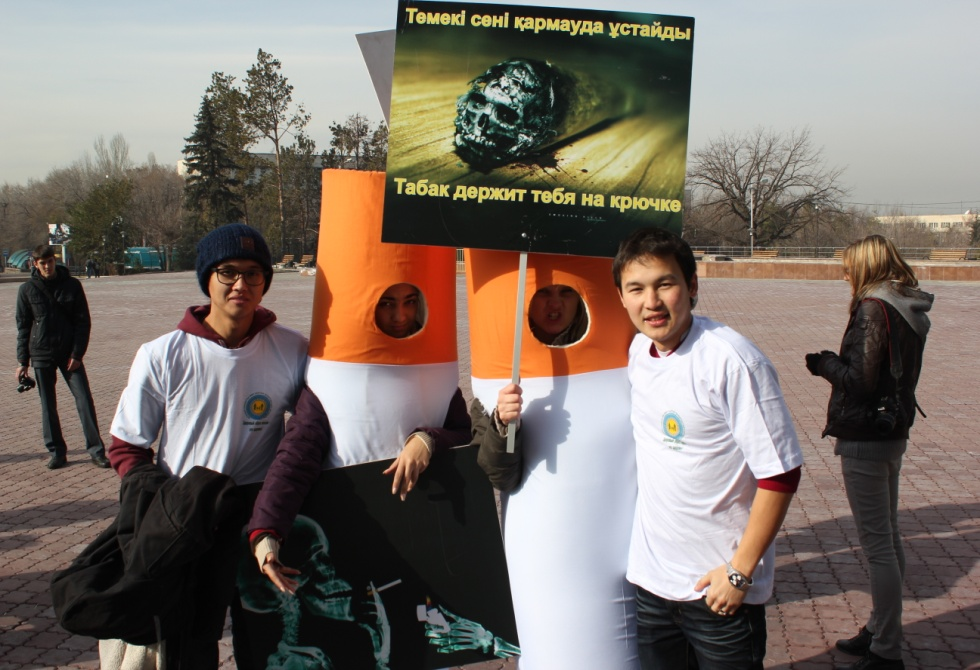 Темекі сені қармауда ұстайды
Табак держит тебя на крючке